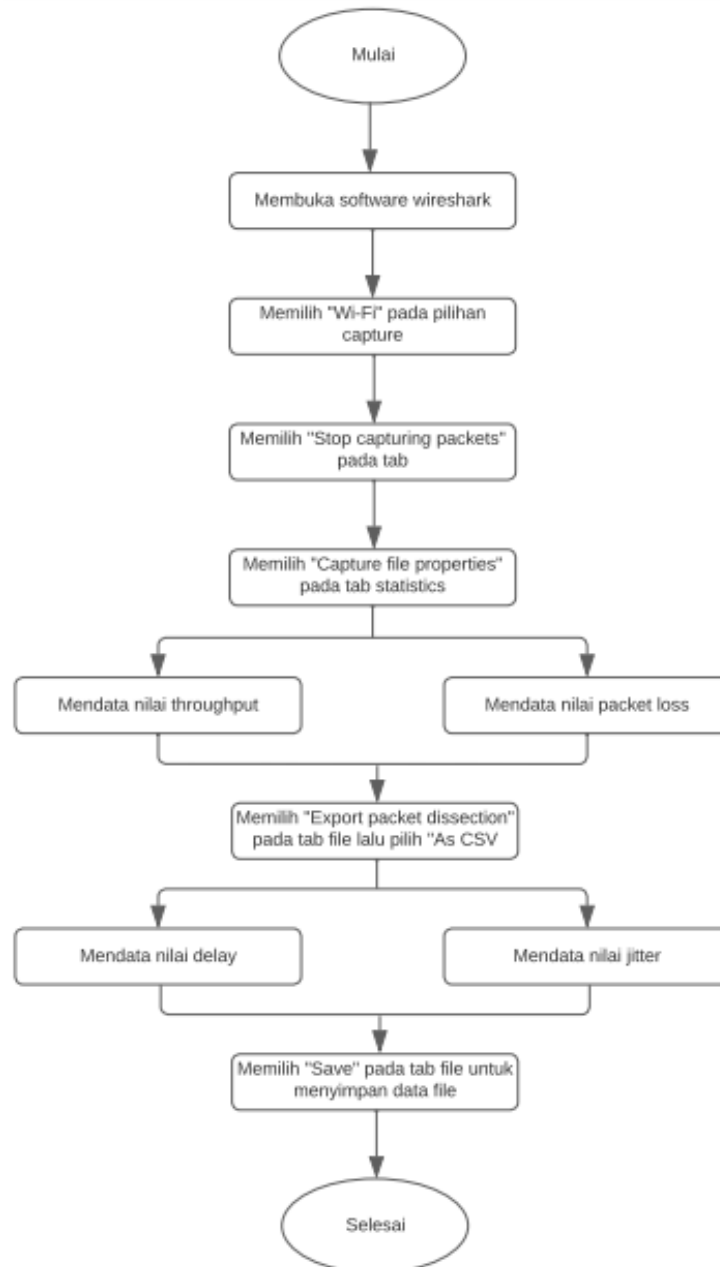 Mulai
Membuka software wireshark
Memilih "Wi-Fi" pada pilihan
capture
Memilih "Stop capturing packets"
pada tab
Memilih "Capture file properties"
pada tab statistics
Mendata nilai throughput
Mendata nilai packet loss
Memilih "Export packet dissection"
pada tab file lalu pilih "As CSV
Mendata nilai delay
Mendata nilai jitter
Memilih "Save" pada tab file untuk
menyimpan data file
Selesai